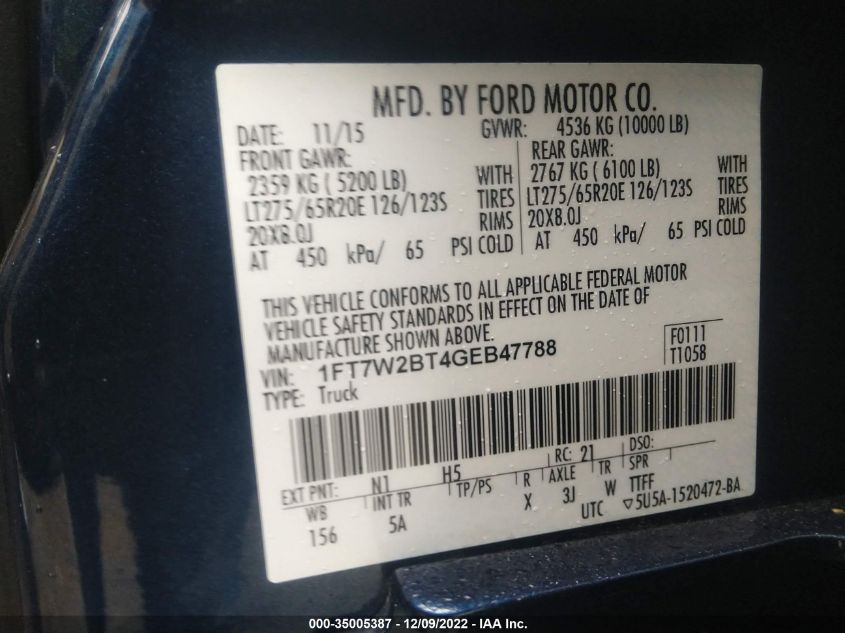 MFD. BY FORD MOTOR CO.
DATE: 11/15 GVWR: 4536 KG (10000 LB)
FRONT GAWR: REAR GAWR:
2359 KG ( 5200 LB) WITH 2767 KG ( 6100 LB) WITH
LT275/65R20E 126/123S TIRES LT275/65R20E 126/123S TIRES
20X8.0J RIMS 20X8.0J RIMS
AT 450 kPa/ 65 PSI COLD AT 450 kPa/ 65 PSI COLD
THIS VEHICLE CONFORMS TO ALL APPLICABLE FEDERAL MOTOR
VEHICLE SAFETY STANDARDS IN EFFECT ON THE DATE OF
MANUFACTURE SHOWN ABOVE.
VIN: 1FT7W2BT4GEB47788 F0111
TYPE: Truck T1058
EXT PNT: N1 H5 RC: 21 DSO:
WB INT TR TP/PS R AXLE TR SPR
156 5A X 3J W TTFF
UTC ▽5U5A-1520472-BA
000-35005387 - 12/09/2022 - IAA Inc.